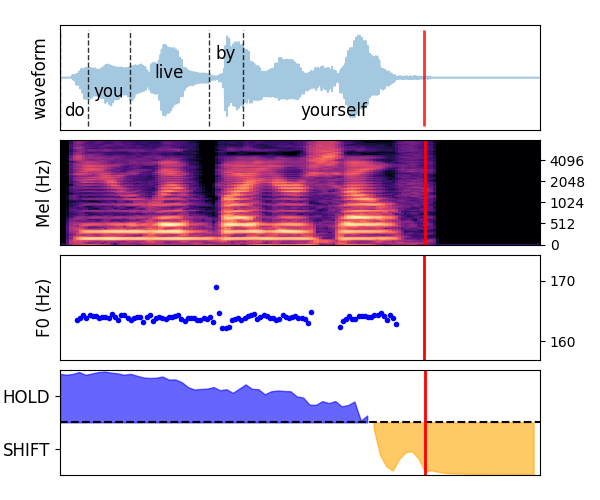 waveform
do
you
live
by
yourself
Mel (Hz)
4096
2048
1024
512
0
F0 (Hz)
170
160
HOLD
SHIFT